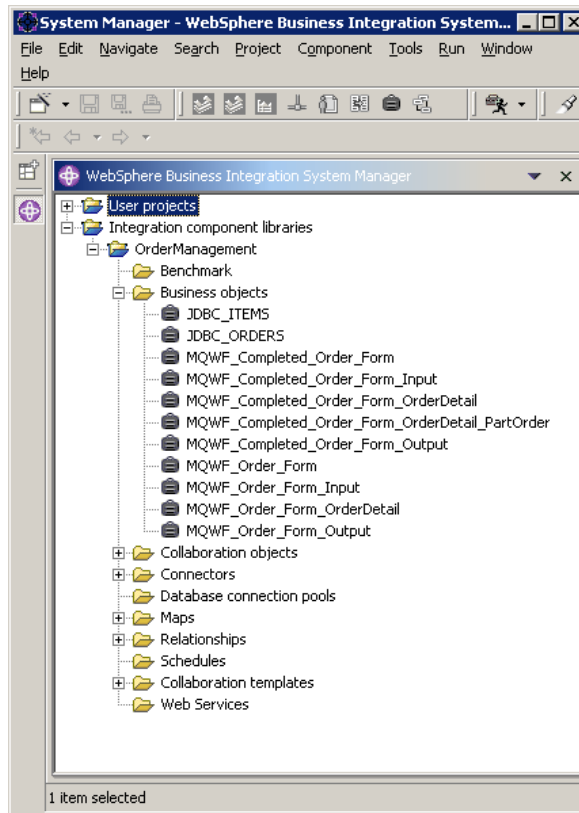 System Manager - WebSphere Business Integration System...
File Edit Navigate Search Project Component Tools Run Window
Help
WebSphere Business Integration System Manager
User projects
Integration component libraries
OrderManagement
Benchmark
Business objects
JDBC_ITEMS
JDBC_ORDERS
MQWF_Completed_Order_Form
MQWF_Completed_Order_Form_Input
MQWF_Completed_Order_Form_OrderDetail
MQWF_Completed_Order_Form_OrderDetail_PartOrder
MQWF_Completed_Order_Form_Output
MQWF_Order_Form
MQWF_Order_Form_Input
MQWF_Order_Form_OrderDetail
MQWF_Order_Form_Output
Collaboration objects
Connectors
Database connection pools
Maps
Relationships
Schedules
Collaboration templates
Web Services
1 item selected